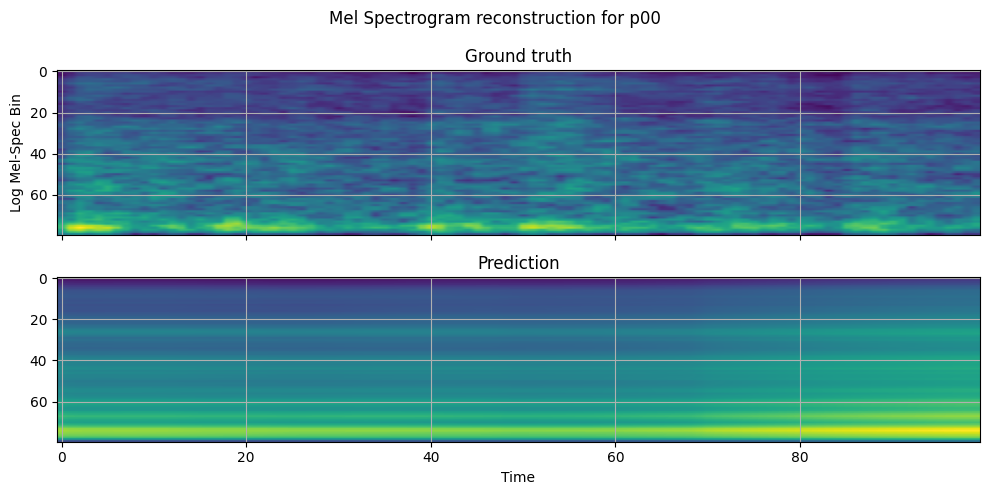 Mel Spectrogram reconstruction for p00
Ground truth
0
20
40
60
Log Mel-Spec Bin
Prediction
0
20
40
60
0 20 40 60 80
Time